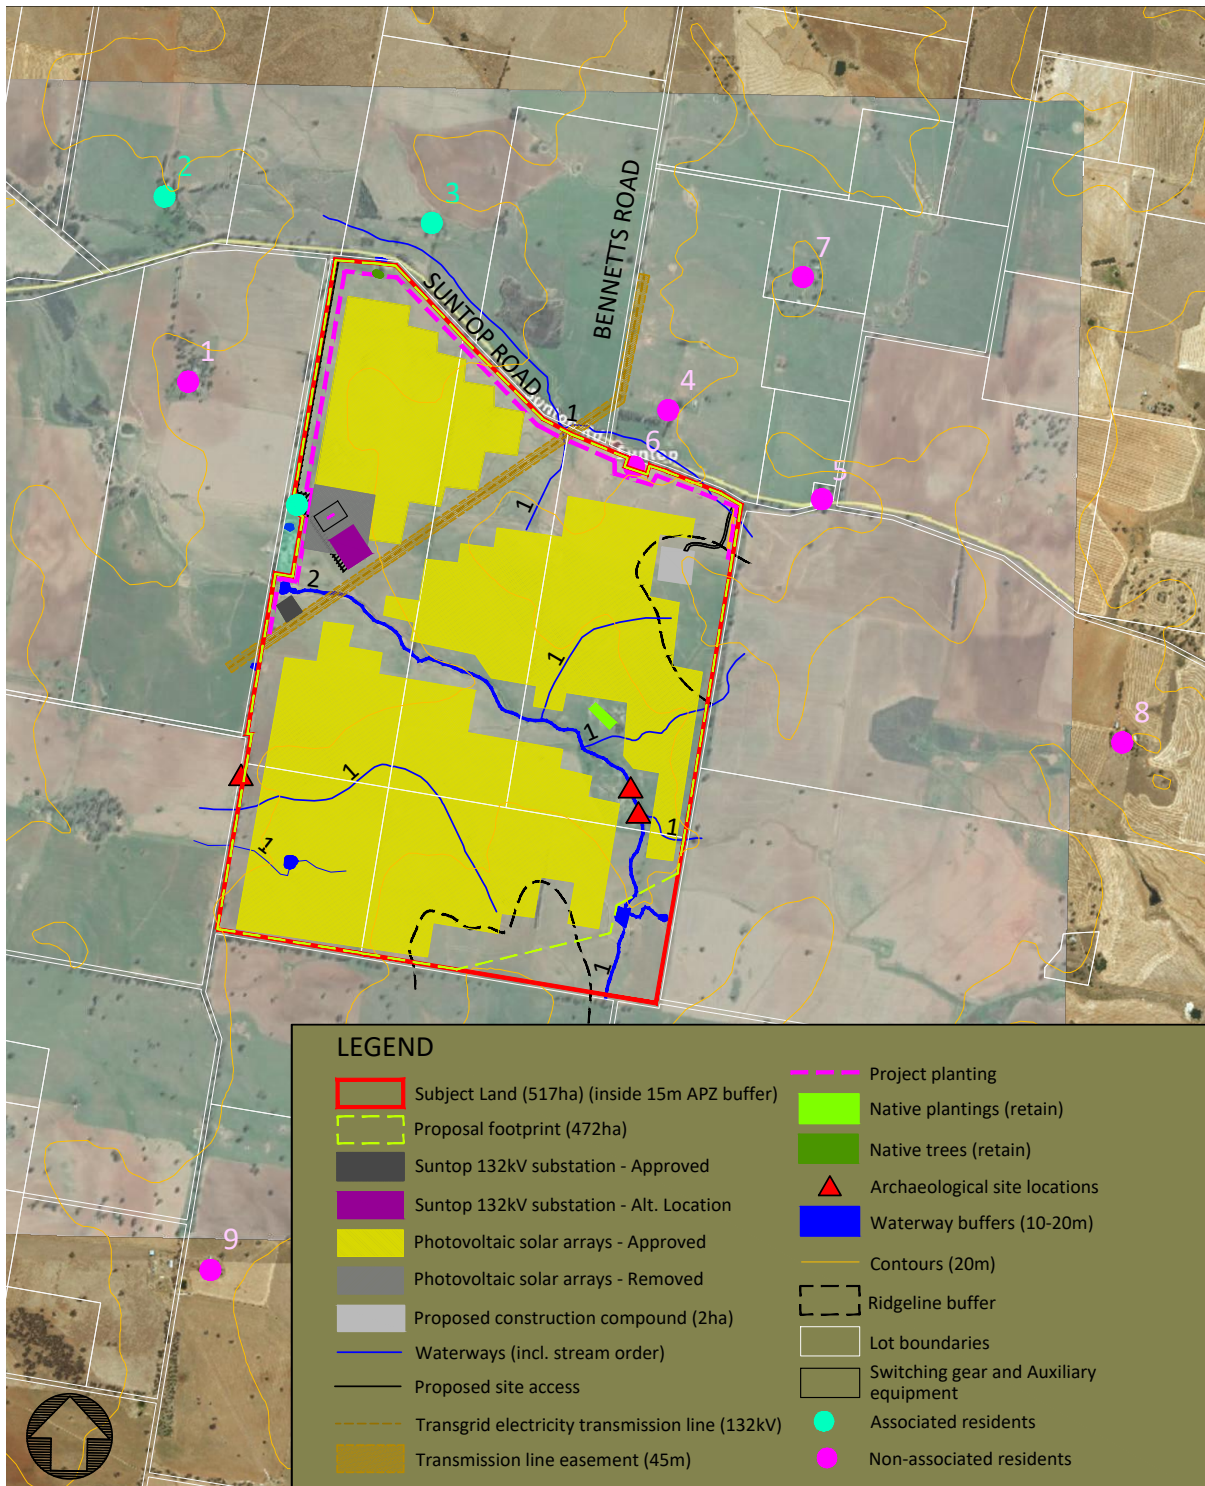 2
3
BENNETTS ROAD
7
SUNTOP ROAD
1
4
1
6
5
1
2
1
8
1
1
1
1
1
9
LEGEND
Subject Land (517ha) (inside 15m APZ buffer)
Proposal footprint (472ha)
Suntop 132kV substation - Approved
Suntop 132kV substation - Alt. Location
Photovoltaic solar arrays - Approved
Photovoltaic solar arrays - Removed
Proposed construction compound (2ha)
Waterways (incl. stream order)
Proposed site access
Transgrid electricity transmission line (132kV)
Transmission line easement (45m)
Project planting
Native plantings (retain)
Native trees (retain)
Archaeological site locations
Waterway buffers (10-20m)
Contours (20m)
Ridgeline buffer
Lot boundaries
Switching gear and Auxiliary
equipment
Associated residents
Non-associated residents